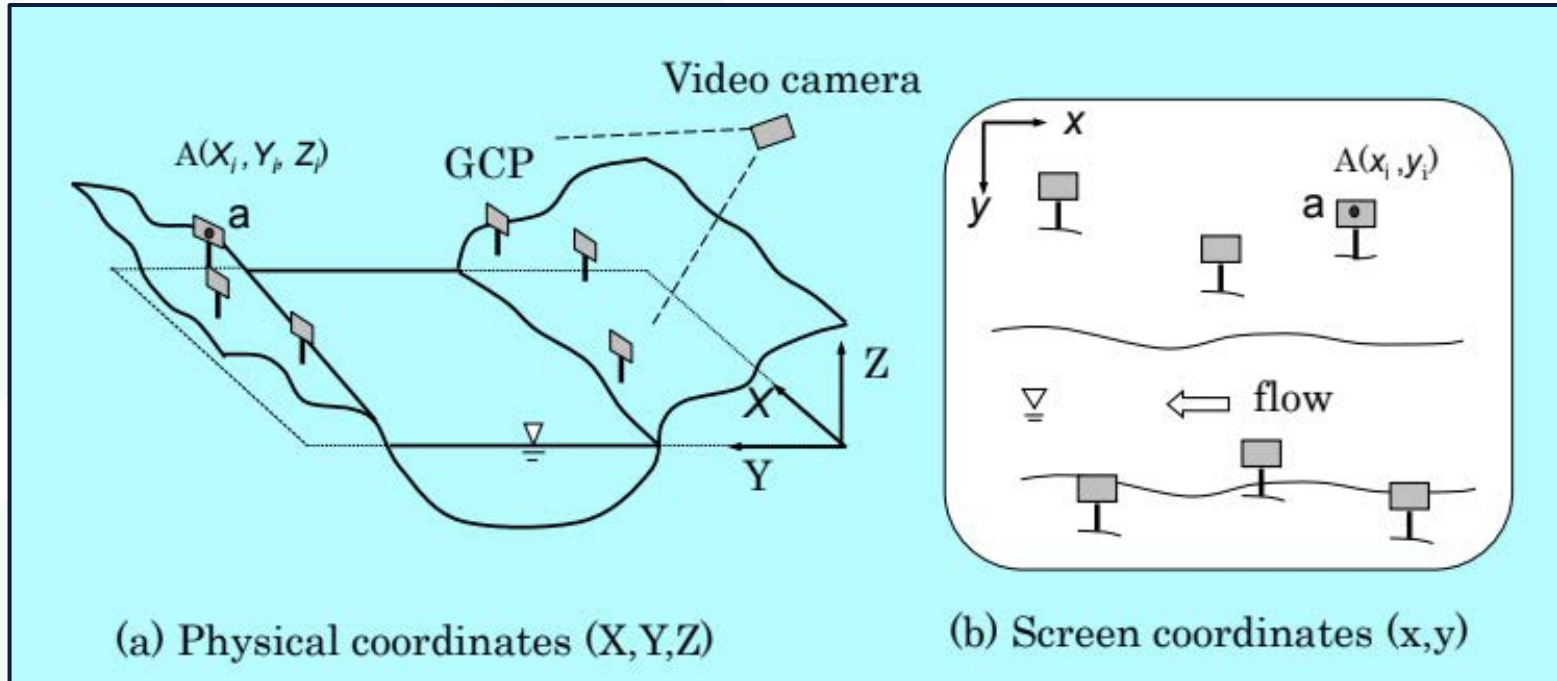 Video camera
A(Xi, Yi, Zi)
GCP
a
Z
X
Y
(a) Physical coordinates (X,Y,Z)
x
y
A(xi,yi)
a
flow
(b) Screen coordinates (x,y)